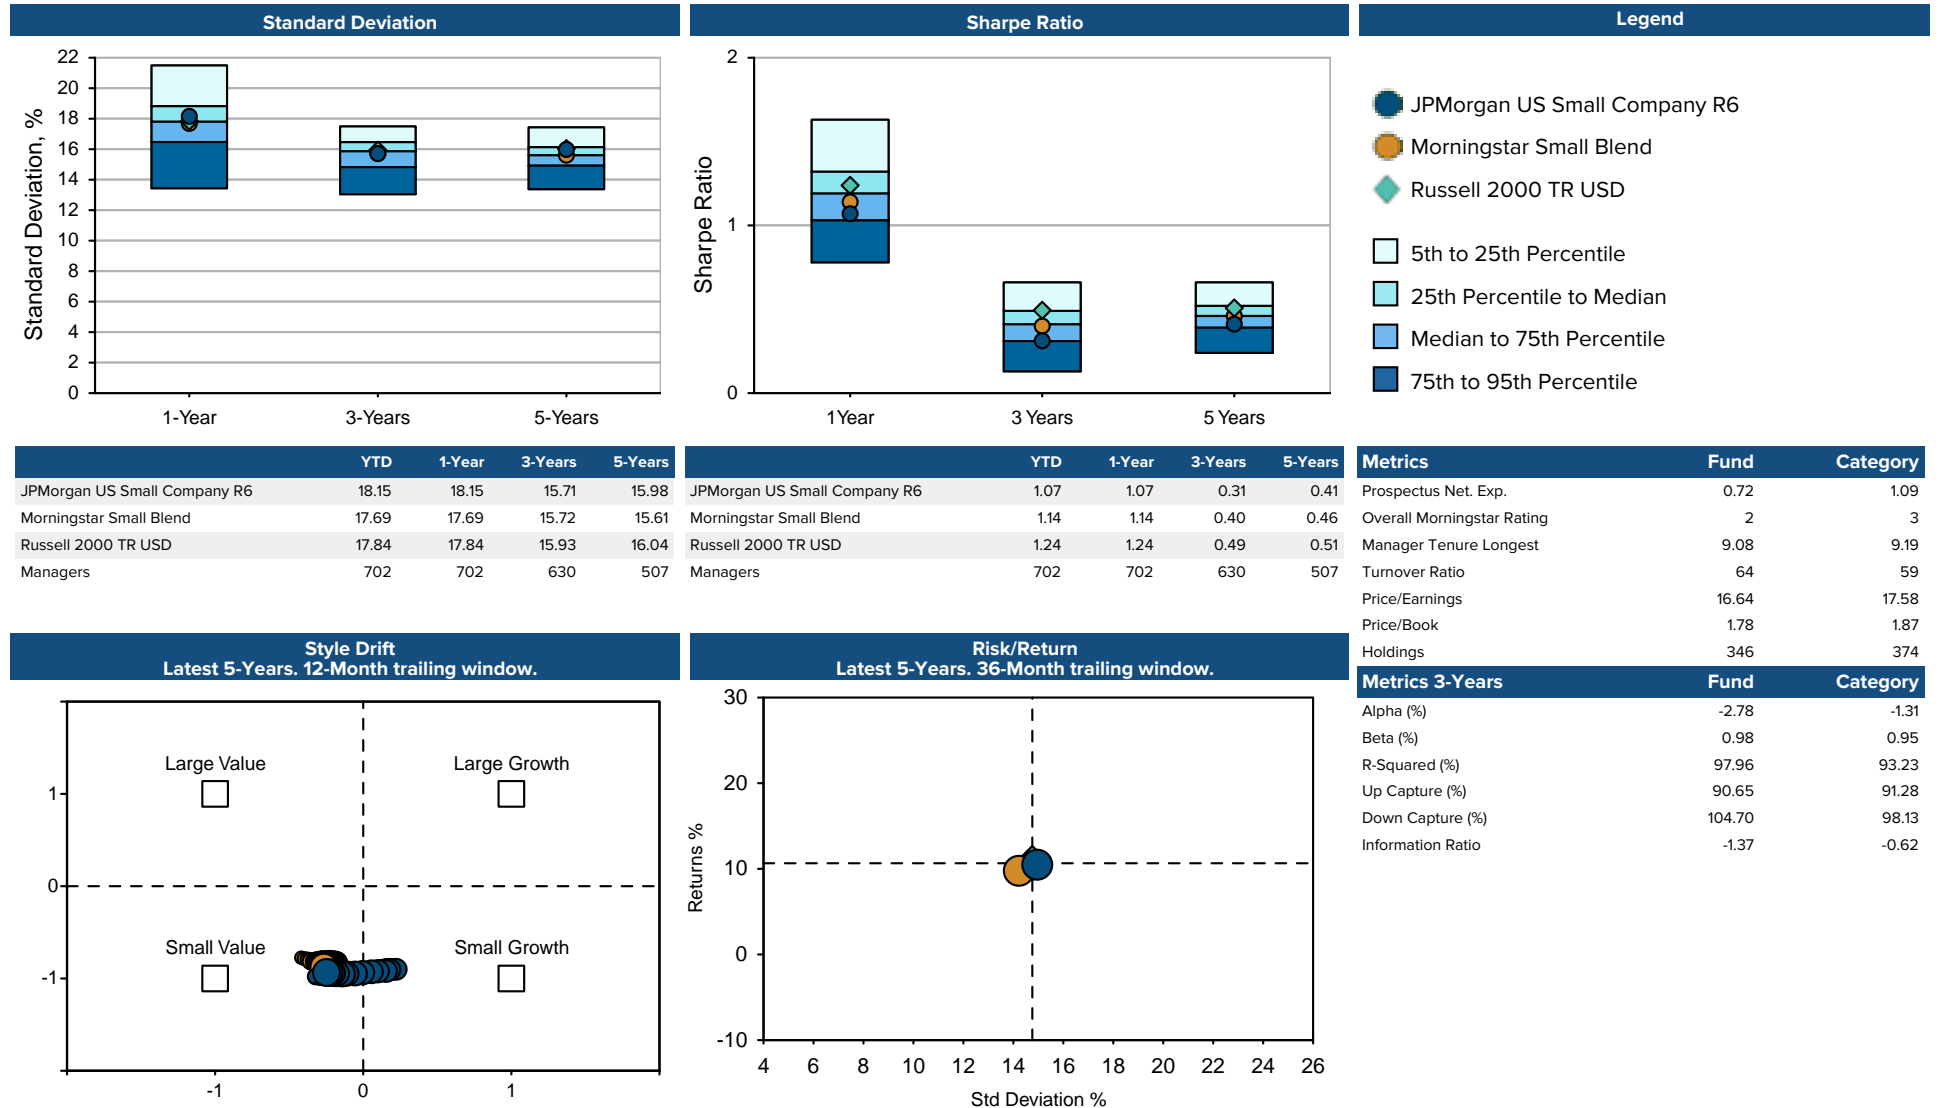 Standard Deviation
22
20
18
16
14
12
10
8
6
4
2
0
Standard Deviation, %
1-Year 3-Years 5-Years
Sharpe Ratio
2
1
0
Sharpe Ratio
1Year 3 Years 5 Years
Legend
JPMorgan US Small Company R6
Morningstar Small Blend
Russell 2000 TR USD
5th to 25th Percentile
25th Percentile to Median
Median to 75th Percentile
75th to 95th Percentile
YTD 1-Year 3-Years 5-Years
JPMorgan US Small Company R6 18.15 18.15 15.71 15.98
Morningstar Small Blend 17.69 17.69 15.72 15.61
Russell 2000 TR USD 17.84 17.84 15.93 16.04
Managers 702 702 630 507
YTD 1-Year 3-Years 5-Years
JPMorgan US Small Company R6 1.07 1.07 0.31 0.41
Morningstar Small Blend 1.14 1.14 0.40 0.46
Russell 2000 TR USD 1.24 1.24 0.49 0.51
Managers 702 702 630 507
Metrics Fund Category
Prospectus Net. Exp. 0.72 1.09
Overall Morningstar Rating 2 3
Manager Tenure Longest 9.08 9.19
Turnover Ratio 64 59
Price/Earnings 16.64 17.58
Price/Book 1.78 1.87
Holdings 346 374
Metrics 3-Years Fund Category
Alpha (%) -2.78 -1.31
Beta (%) 0.98 0.95
R-Squared (%) 97.96 93.23
Up Capture (%) 90.65 91.28
Down Capture (%) 104.70 98.13
Information Ratio -1.37 -0.62
Style Drift
Latest 5-Years. 12-Month trailing window.
Large Value Large Growth
1
0
Small Value Small Growth
-1
-1 0 1
Risk/Return
Latest 5-Years. 36-Month trailing window.
30
20
10
0
-10
Returns %
4 6 8 10 12 14 16 18 20 22 24 26
Std Deviation %